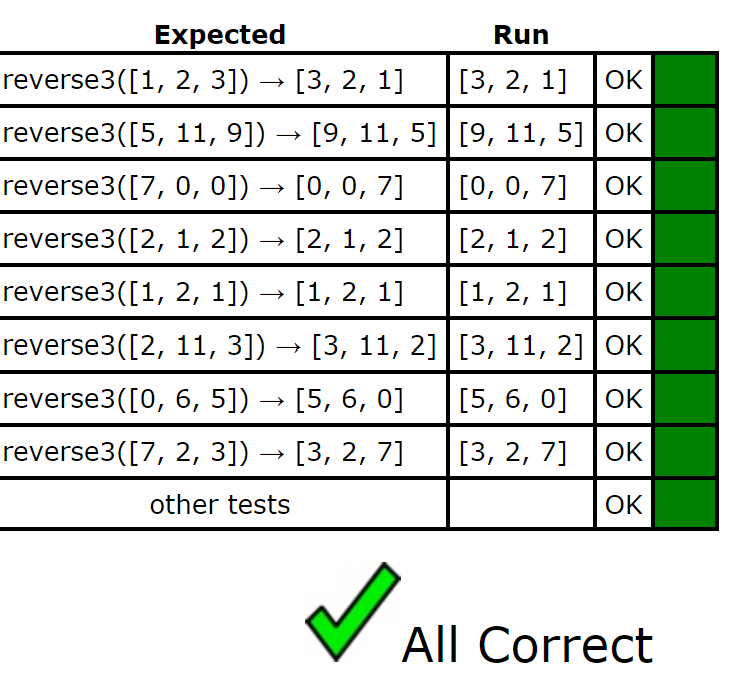 Expected Run
reverse3([1, 2, 3]) → [3, 2, 1] [3, 2, 1] OK
reverse3([5, 11, 9]) → [9, 11, 5] [9, 11, 5] OK
reverse3([7, 0, 0]) → [0, 0, 7] [0, 0, 7] OK
reverse3([2, 1, 2]) → [2, 1, 2] [2, 1, 2] OK
reverse3([1, 2, 1]) → [1, 2, 1] [1, 2, 1] OK
reverse3([2, 11, 3]) → [3, 11, 2] [3, 11, 2] OK
reverse3([0, 6, 5]) → [5, 6, 0] [5, 6, 0] OK
reverse3([7, 2, 3]) → [3, 2, 7] [3, 2, 7] OK
other tests OK
All Correct